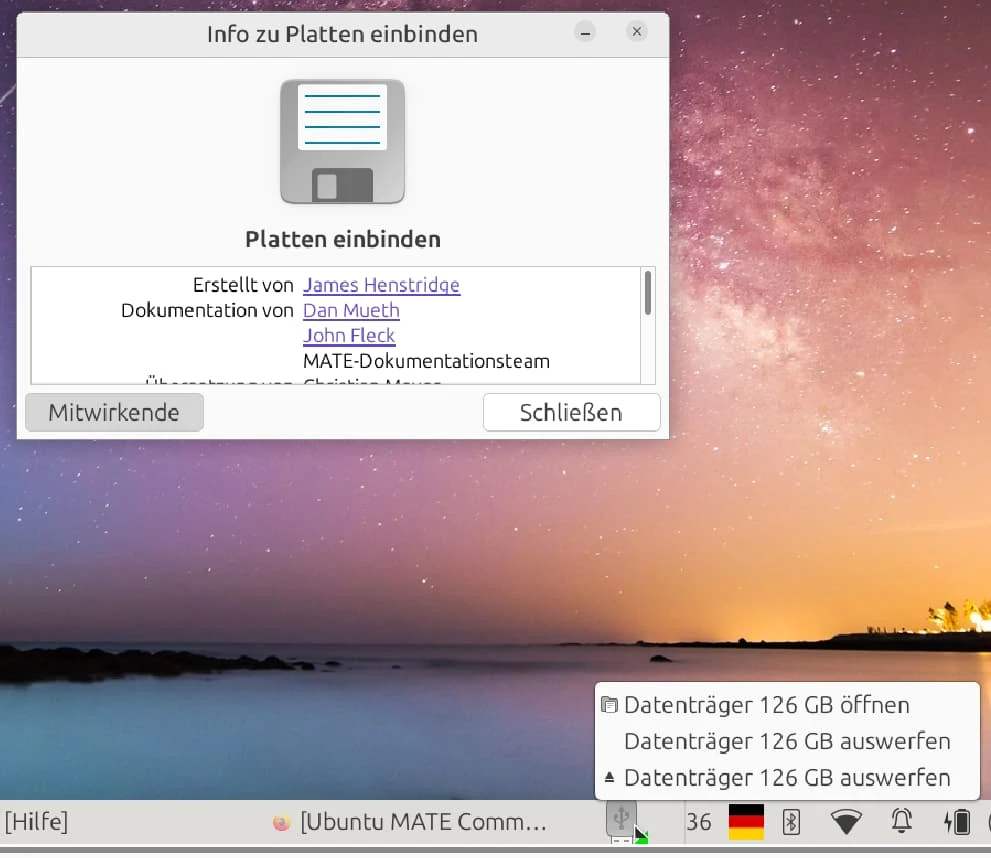 Info zu Platten einbinden
Platten einbinden
Erstellt von James Henstridge
Dokumentation von Dan Mueth
John Fleck
MATE-Dokumentationsteam
Mitwirkende
Schließen
Datenträger 126 GB öffnen
Datenträger 126 GB auswerfen
Datenträger 126 GB auswerfen
[Hilfe]
[Ubuntu MATE Comm...
36